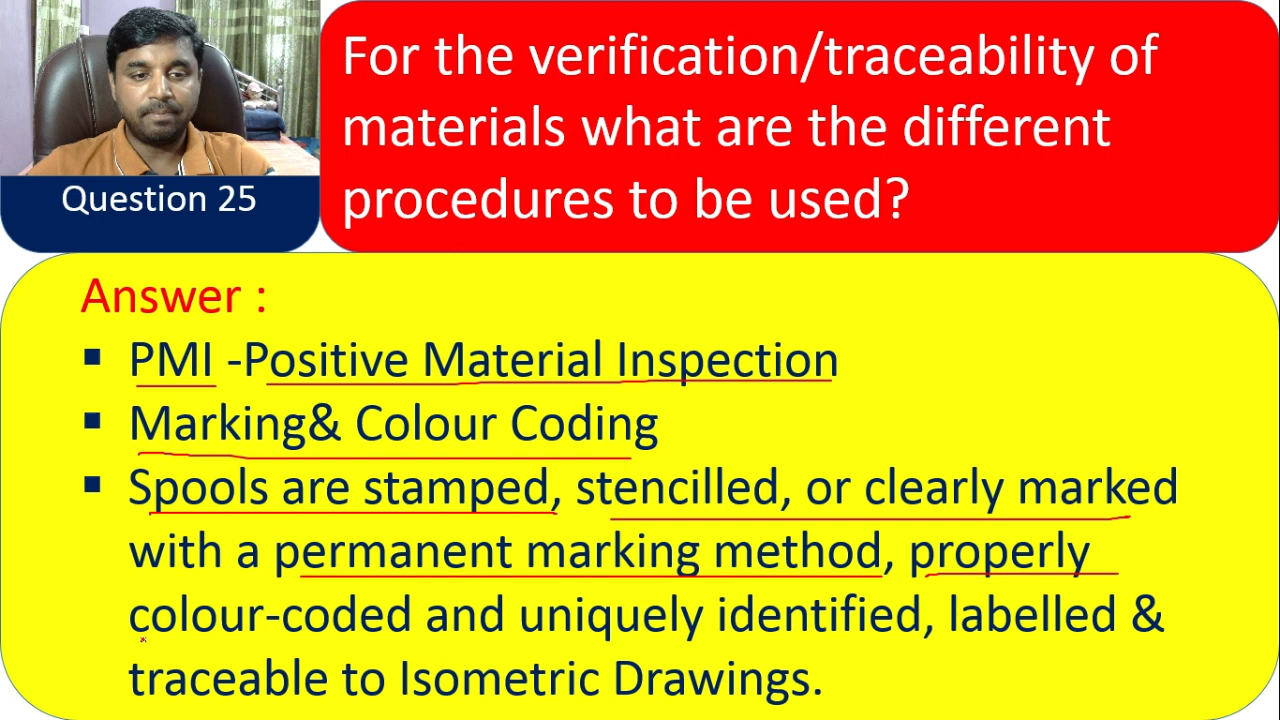 For the verification/traceability of
materials what are the different
procedures to be used?
Question 25
Answer :
▪ PMI -Positive Material Inspection
▪ Marking& Colour Coding
▪ Spools are stamped, stencilled, or clearly marked
with a permanent marking method, properly
colour-coded and uniquely identified, labelled &
traceable to Isometric Drawings.